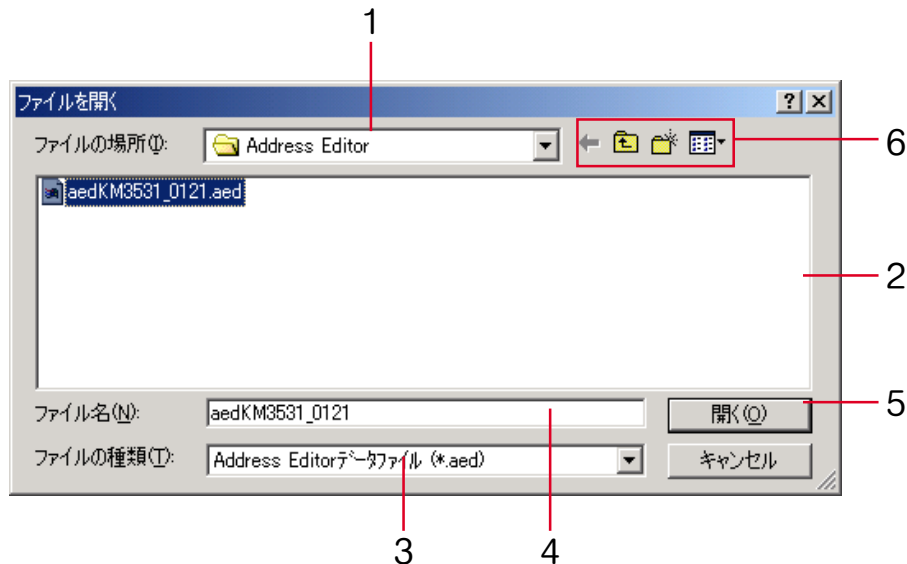 1
ファイルを開く
ファイルの場所(I):
Address Editor
6
aedKM3531_0121.aed
2
ファイル名(N):
aedKM3531_0121
開く(O)
5
ファイルの種類(T):
Address Editorﾃﾞｰﾀﾌｧｲﾙ (*.aed)
キャンセル
3
4